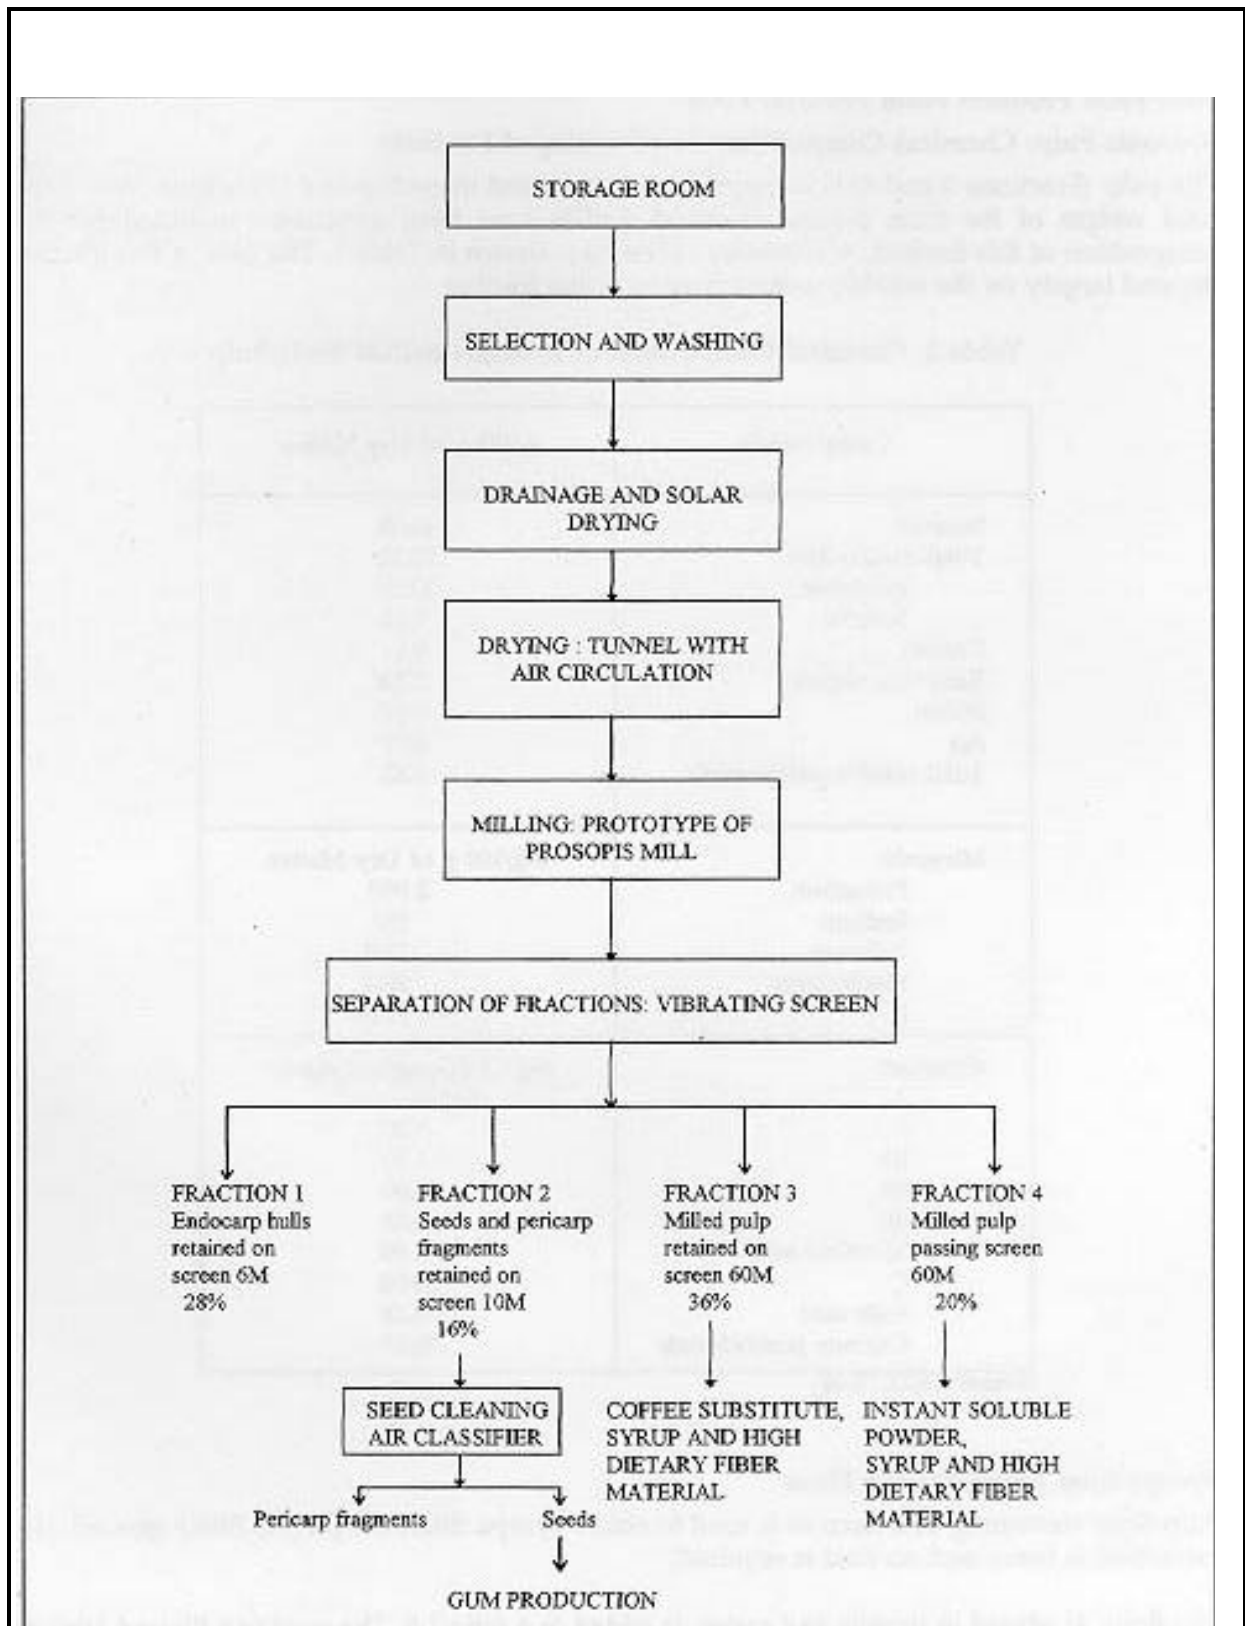 STORAGE ROOM
SELECTION AND WASHING
DRAINAGE AND SOLAR
DRYING
DRYING : TUNNEL WITH
AIR CIRCULATION
MILLING: PROTOTYPE OF
PROSOPIS MILL
SEPARATION OF FRACTIONS: VIBRATING SCREEN
FRACTION 1
Endocarp hulls
retained on
screen 6M
28%
FRACTION 2
Seeds and pericarp
fragments
retained on
screen 10M
16%
FRACTION 3
Milled pulp
retained on
screen 60M
36%
FRACTION 4
Milled pulp
passing screen
60M
20%
SEED CLEANING
AIR CLASSIFIER
Pericarp fragments
Seeds
GUM PRODUCTION
COFFEE SUBSTITUTE,
SYRUP AND HIGH
DIETARY FIBER
MATERIAL
INSTANT SOLUBLE
POWDER,
SYRUP AND HIGH
DIETARY FIBER
MATERIAL